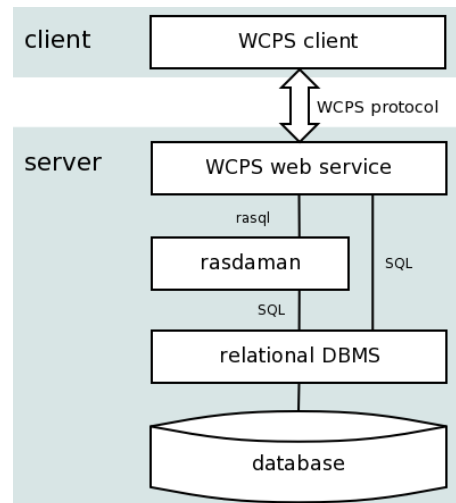 client
WCPS client
WCPS protocol
server
WCPS web service
rasql
rasdaman
SQL
SQL
relational DBMS
database